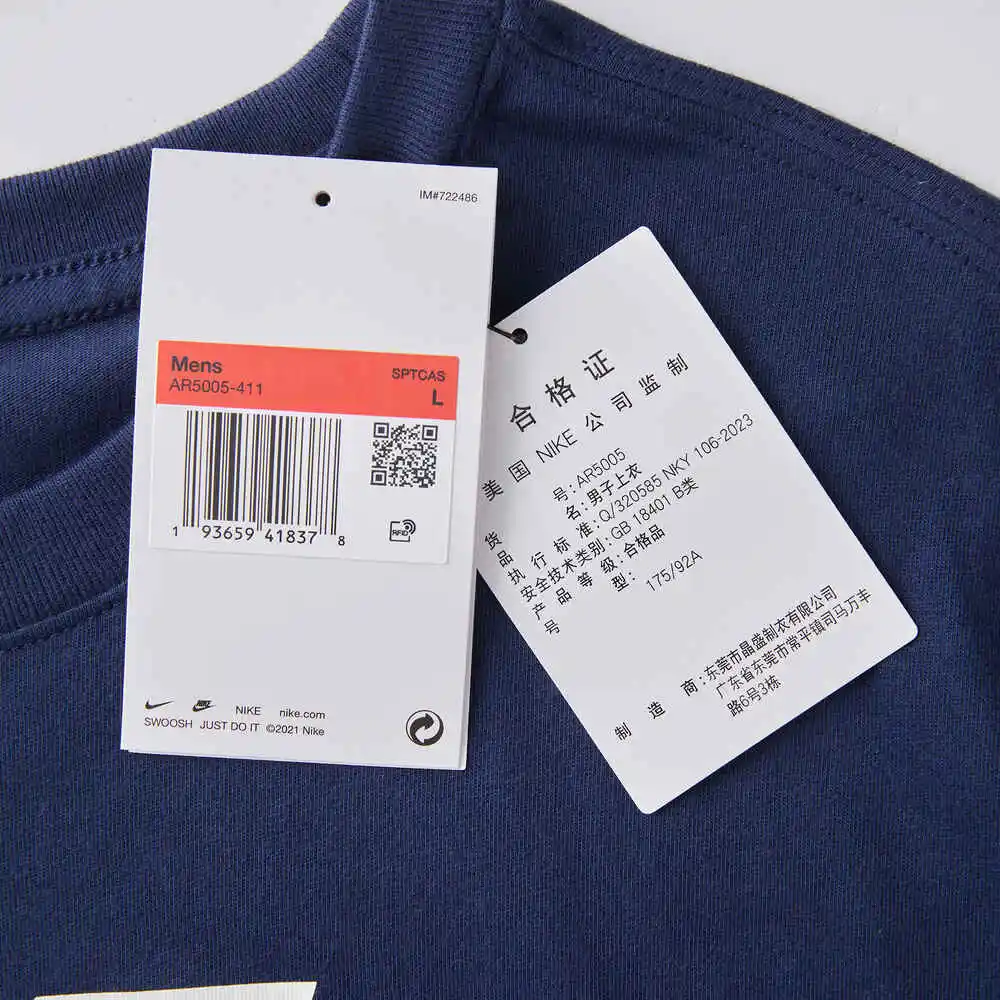 IM#722486
Mens
AR5005-411
SPTCAS
L
1 93659 41837 8
RFID
NIKE nike.com
SWOOSH JUST DO IT ©2021 Nike
合格证
美国 NIKE 公司监制
货号: AR5005
品名: 男子上衣
执行标准: Q/320585 NKY 106-2023
安全技术类别: GB 18401 B类
产品等级: 合格品
号型: 175/92A
制造商: 东莞市晶盛制衣有限公司
广东省东莞市常平镇司马万丰
路6号3栋